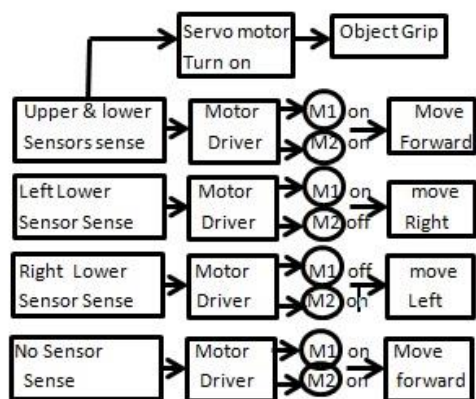 Servo motor
Turn on
Object Grip
Upper & lower
Sensors sense
Motor
Driver
M1 on
M2 on
Move
Forward
Left Lower
Sensor Sense
Motor
Driver
M1 on
M2 off
move
Right
Right Lower
Sensor Sense
Motor
Driver
M1 off
M2 on
move
Left
No Sensor
Sense
Motor
Driver
M1 on
M2 on
Move
forward